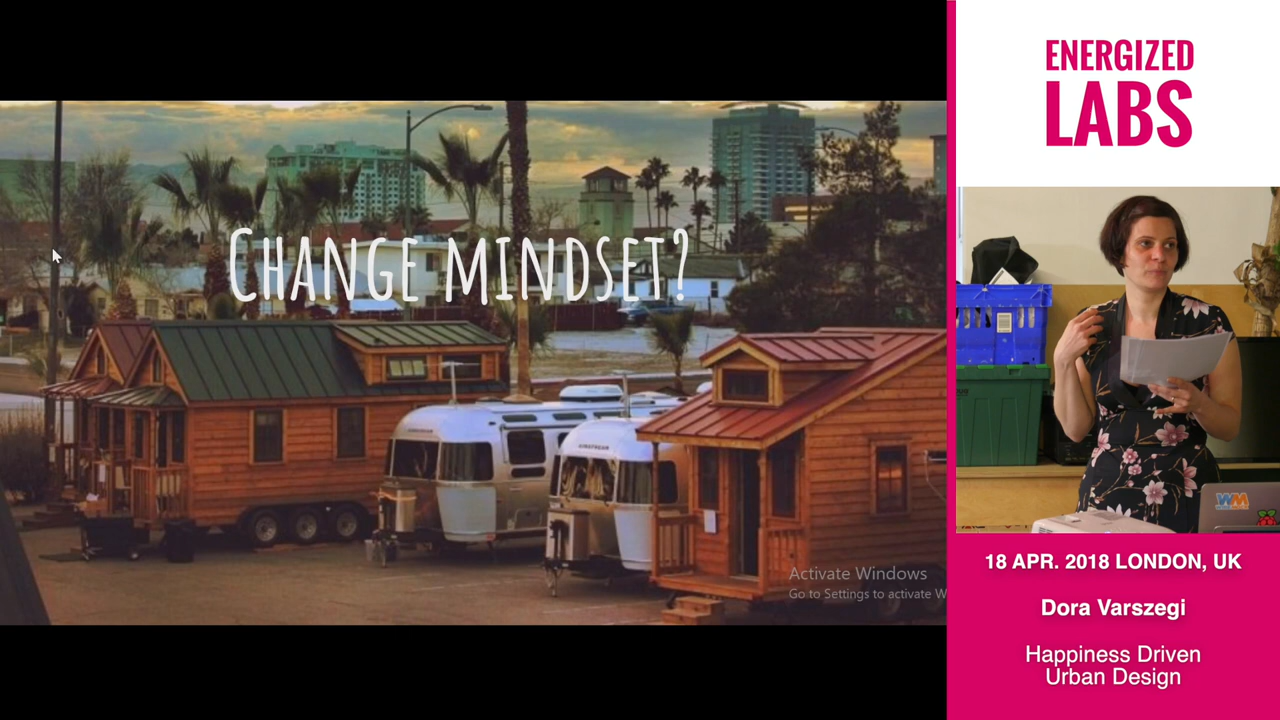 CHANGE MINDSET?
Activate Windows
Go to Settings to activate W
ENERGIZED
LABS
WM
18 APR. 2018 LONDON, UK
Dora Varszegi
Happiness Driven
Urban Design